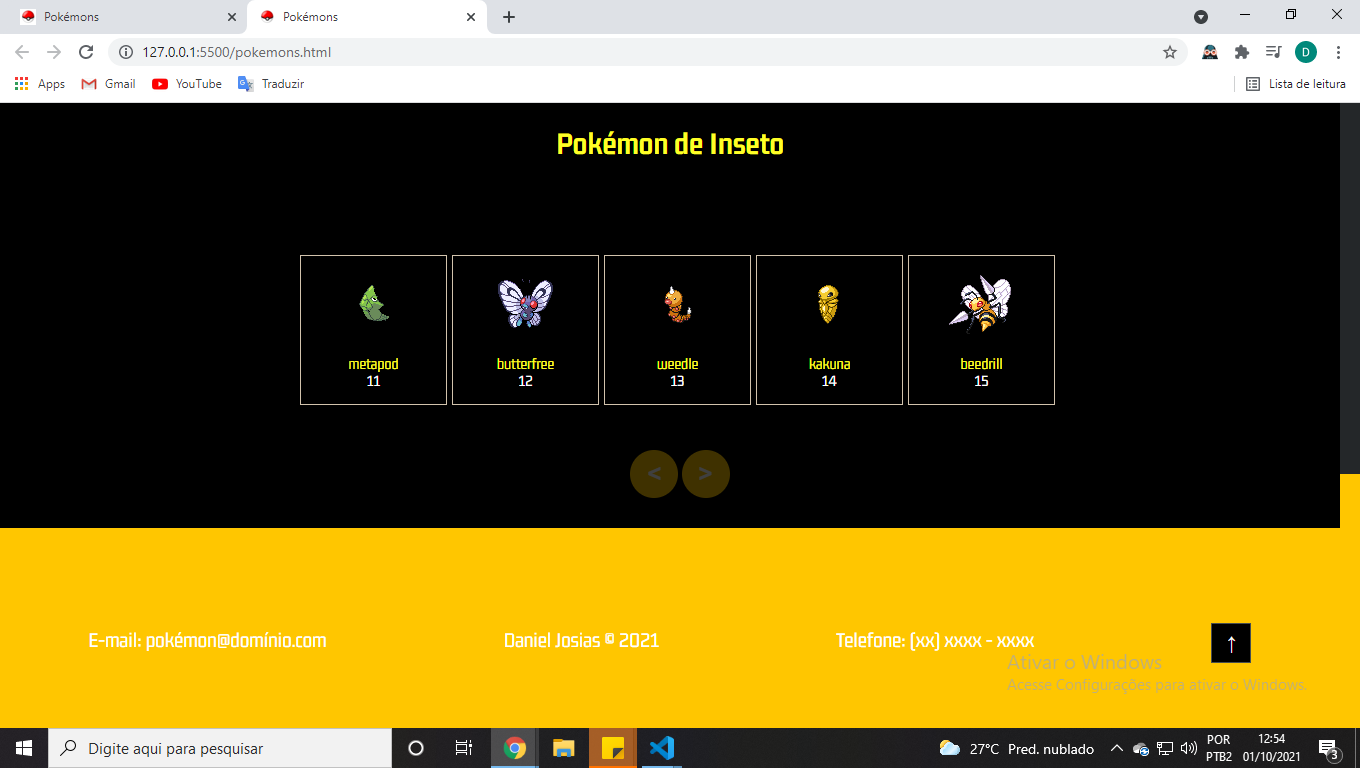 Pokémons
Pokémons
127.0.0.1:5500/pokemons.html
D
Apps Gmail YouTube Traduzir
Lista de leitura
Pokémon de Inseto
metapod
11
butterfree
12
weedle
13
kakuna
14
beedrill
15
< >
E-mail: pokémon@domínio.com
Daniel Josias © 2021
Telefone: (xx) xxxx - xxxx
↑
Ativar o Windows
Acesse Configurações para ativar o Windows.
Digite aqui para pesquisar
27°C Pred. nublado
POR
PTB2
12:54
01/10/2021
3